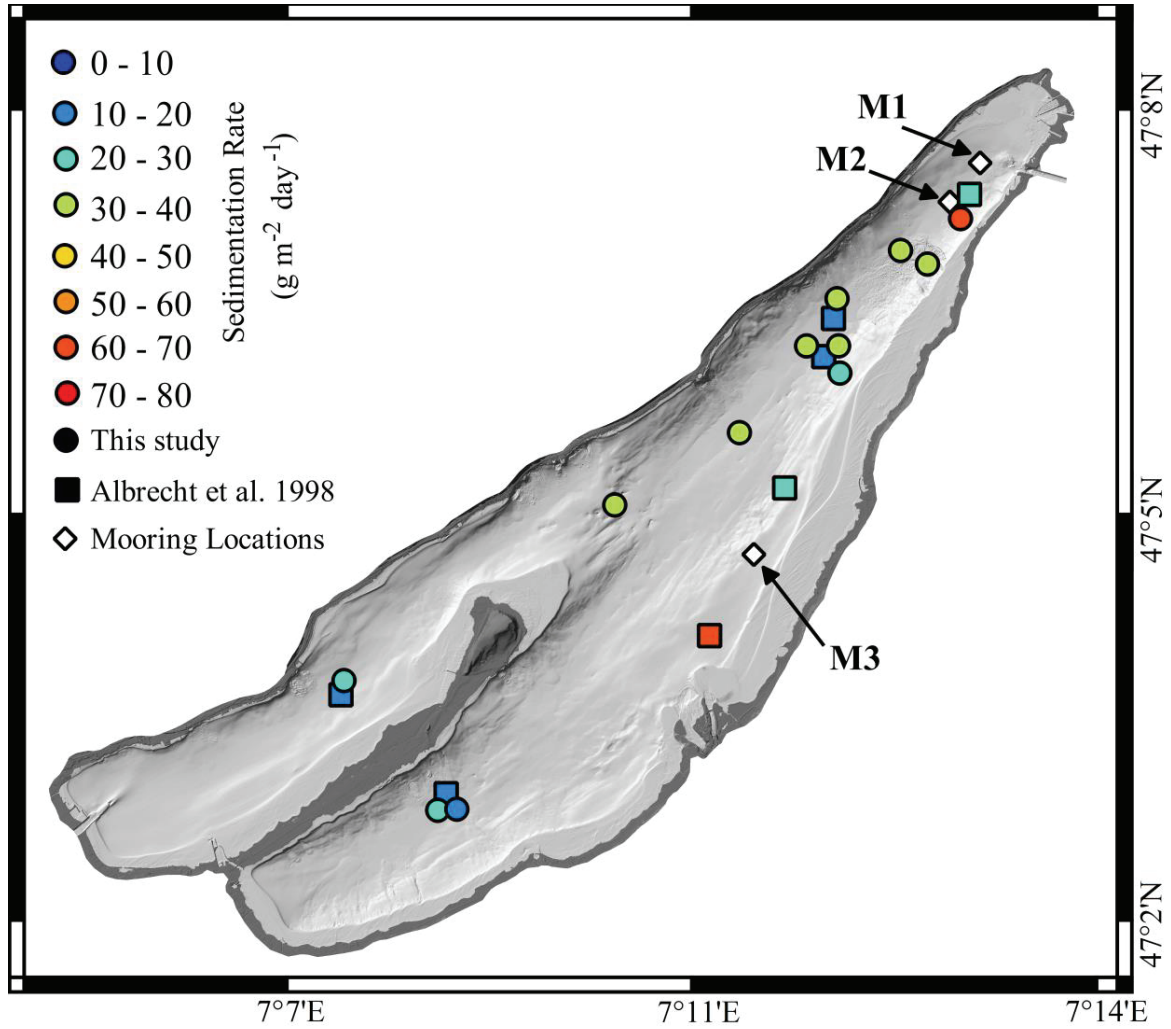 0 - 10
10 - 20
20 - 30
30 - 40
40 - 50
50 - 60
60 - 70
70 - 80
This study
Albrecht et al. 1998
Mooring Locations
Sedimentation Rate
(g m⁻² day⁻¹)
M1
M2
M3
47°8'N
47°5'N
47°2'N
7°7'E
7°11'E
7°14'E